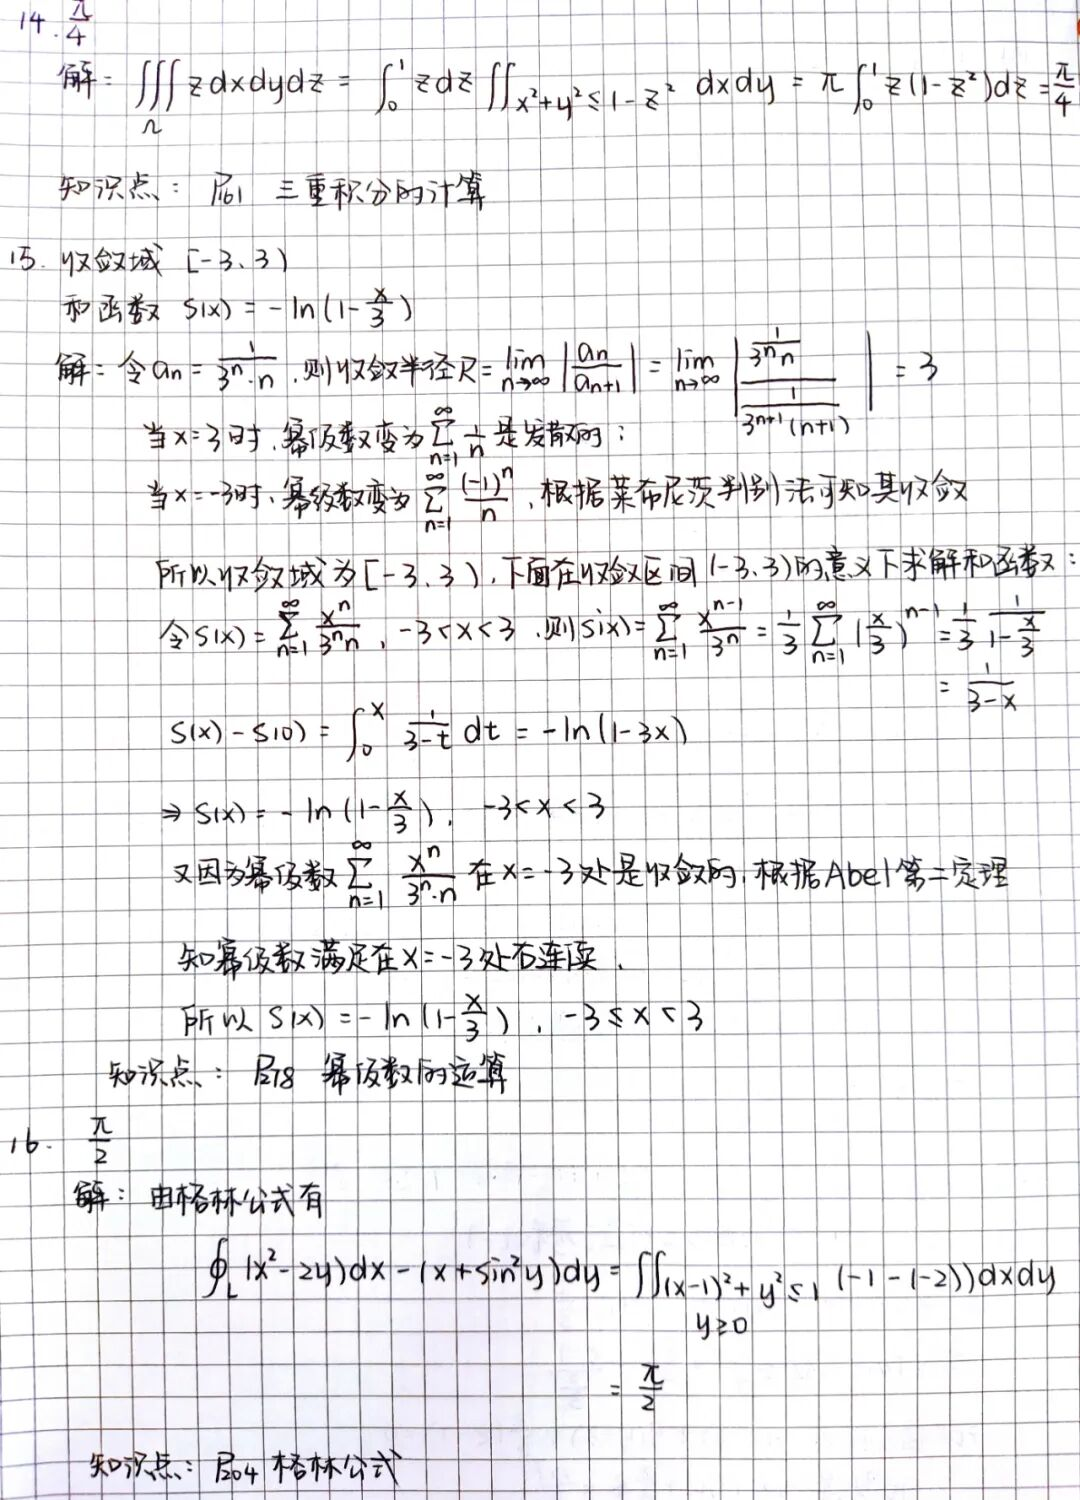 14. π/4
解: ∭_Ω zdxdydz = ∫_0^1 zdz ∬_{x²+y²≤1-z²} dxdy = π∫_0^1 z(1-z²)dz = π/4
知识点: P161 三重积分的计算
15. 收敛域 [-3, 3)
和函数 S(x) = -ln(1-x/3)
解: 令 an = 1/(3^n·n), 则收敛半径R = lim_{n→∞} |an/a_{n+1}| = lim_{n→∞} |(1/(3^n n))/(1/(3^{n+1}(n+1)))| = 3
当x=3时, 幂级数变为 ∑_{n=1}^∞ 1/n 是发散的;
当x=-3时, 幂级数变为 ∑_{n=1}^∞ (-1)^n/n, 根据莱布尼茨判别法可知其收敛
所以收敛域为[-3, 3), 下面在收敛区间(-3, 3)的意义下求解和函数:
令S(x) = ∑_{n=1}^∞ x^n/(3^n n), -3<x<3, 则S'(x) = ∑_{n=1}^∞ x^{n-1}/3^n = 1/3 ∑_{n=1}^∞ (x/3)^{n-1} = 1/3 · 1/(1-x/3)
= 1/(3-x)
S(x)-S(0) = ∫_0^x 1/(3-t) dt = -ln(1-3x)
⇒ S(x) = -ln(1-x/3), -3<x<3
又因为幂级数 ∑_{n=1}^∞ x^n/(3^n·n) 在x=-3处是收敛的, 根据Abel第二定理
知幂级数满足在x=-3处右连续,
所以 S(x) = -ln(1-x/3), -3≤x<3
知识点: P278 幂级数的运算
16. π/2
解: 由格林公式有
∮_L (x²-2y)dx-(x+sin²y)dy = ∬_{(x-1)²+y²≤1} (-1-(-2))dxdy
y≥0
= π/2
知识点: P204 格林公式